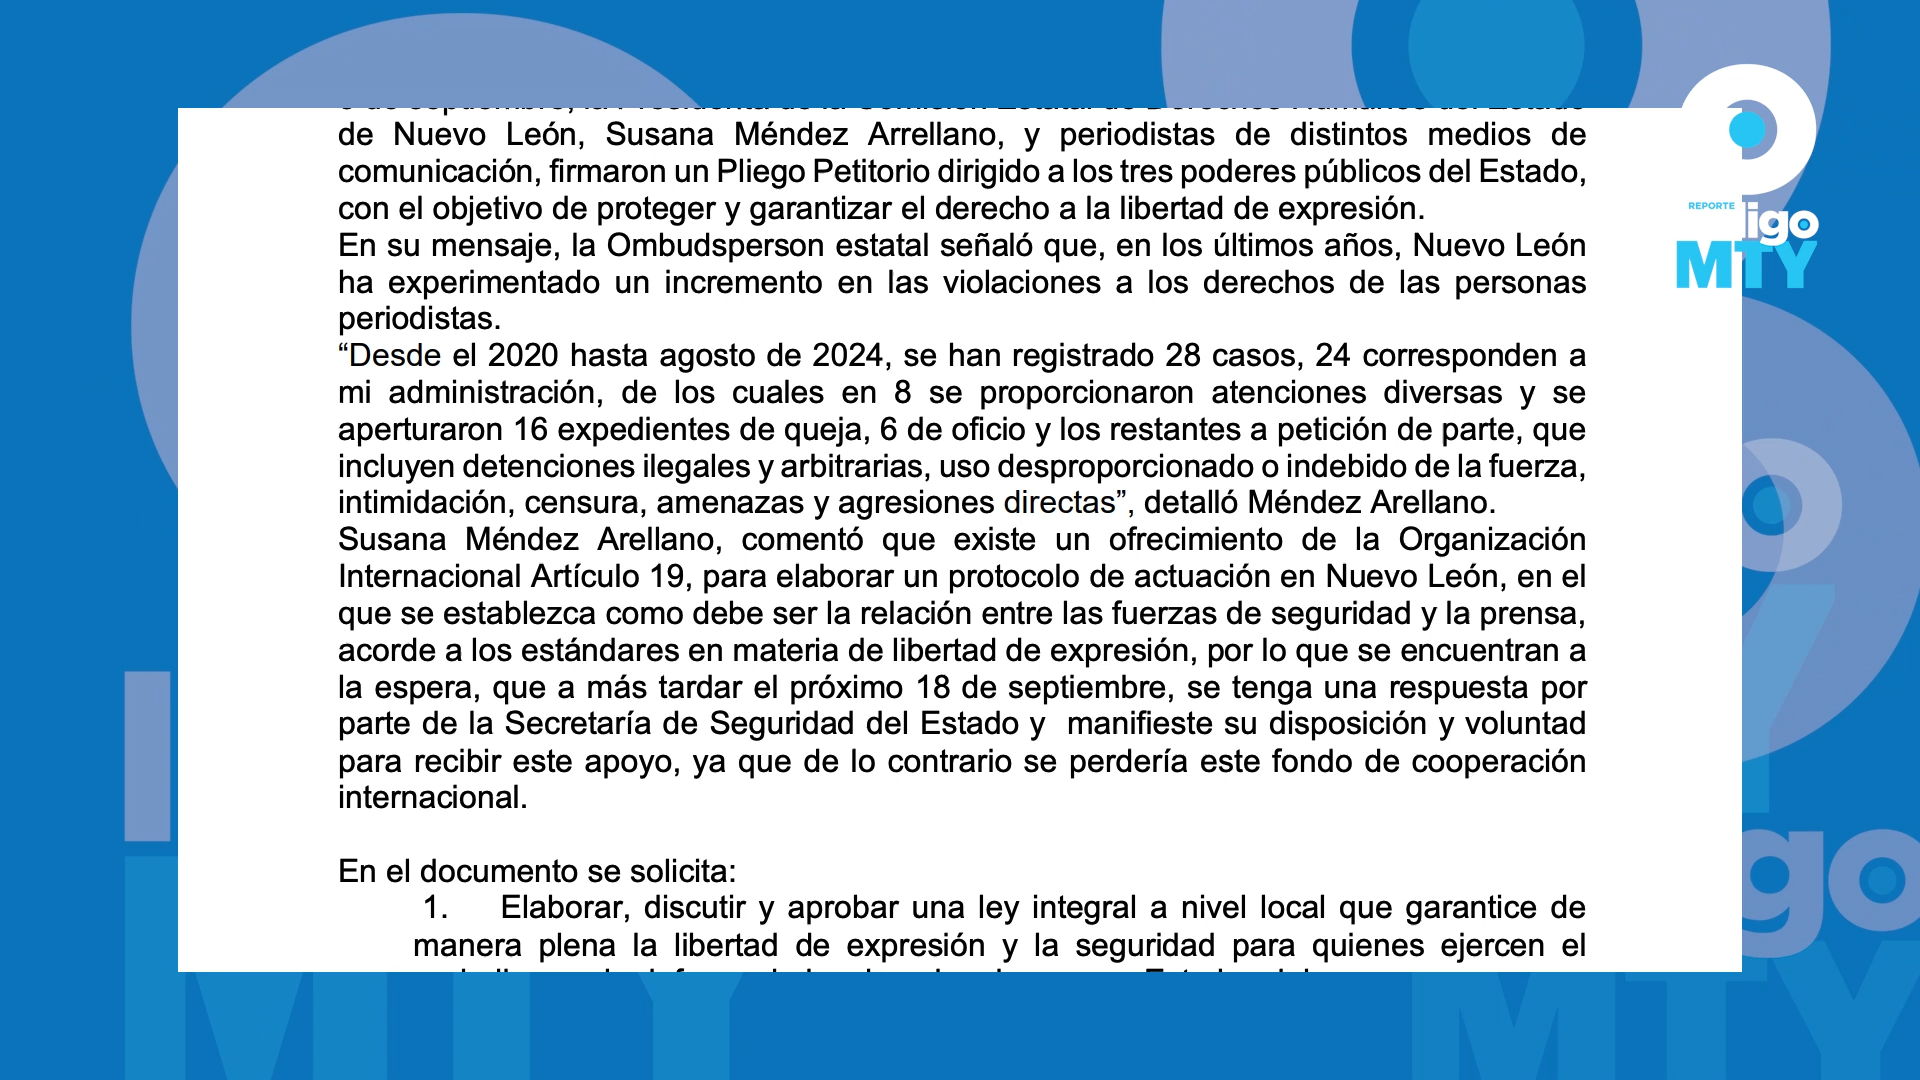 de Nuevo León, Susana Méndez Arrellano, y periodistas de distintos medios de
comunicación, firmaron un Pliego Petitorio dirigido a los tres poderes públicos del Estado,
con el objetivo de proteger y garantizar el derecho a la libertad de expresión.
En su mensaje, la Ombudsperson estatal señaló que, en los últimos años, Nuevo León
ha experimentado un incremento en las violaciones a los derechos de las personas
periodistas.
“Desde el 2020 hasta agosto de 2024, se han registrado 28 casos, 24 corresponden a
mi administración, de los cuales en 8 se proporcionaron atenciones diversas y se
aperturaron 16 expedientes de queja, 6 de oficio y los restantes a petición de parte, que
incluyen detenciones ilegales y arbitrarias, uso desproporcionado o indebido de la fuerza,
intimidación, censura, amenazas y agresiones directas”, detalló Méndez Arellano.
Susana Méndez Arellano, comentó que existe un ofrecimiento de la Organización
Internacional Artículo 19, para elaborar un protocolo de actuación en Nuevo León, en el
que se establezca como debe ser la relación entre las fuerzas de seguridad y la prensa,
acorde a los estándares en materia de libertad de expresión, por lo que se encuentran a
la espera, que a más tardar el próximo 18 de septiembre, se tenga una respuesta por
parte de la Secretaría de Seguridad del Estado y manifieste su disposición y voluntad
para recibir este apoyo, ya que de lo contrario se perdería este fondo de cooperación
internacional.
En el documento se solicita:
1. Elaborar, discutir y aprobar una ley integral a nivel local que garantice de
manera plena la libertad de expresión y la seguridad para quienes ejercen el
REPORTE
igo
MTY
igo
MTY
MTY